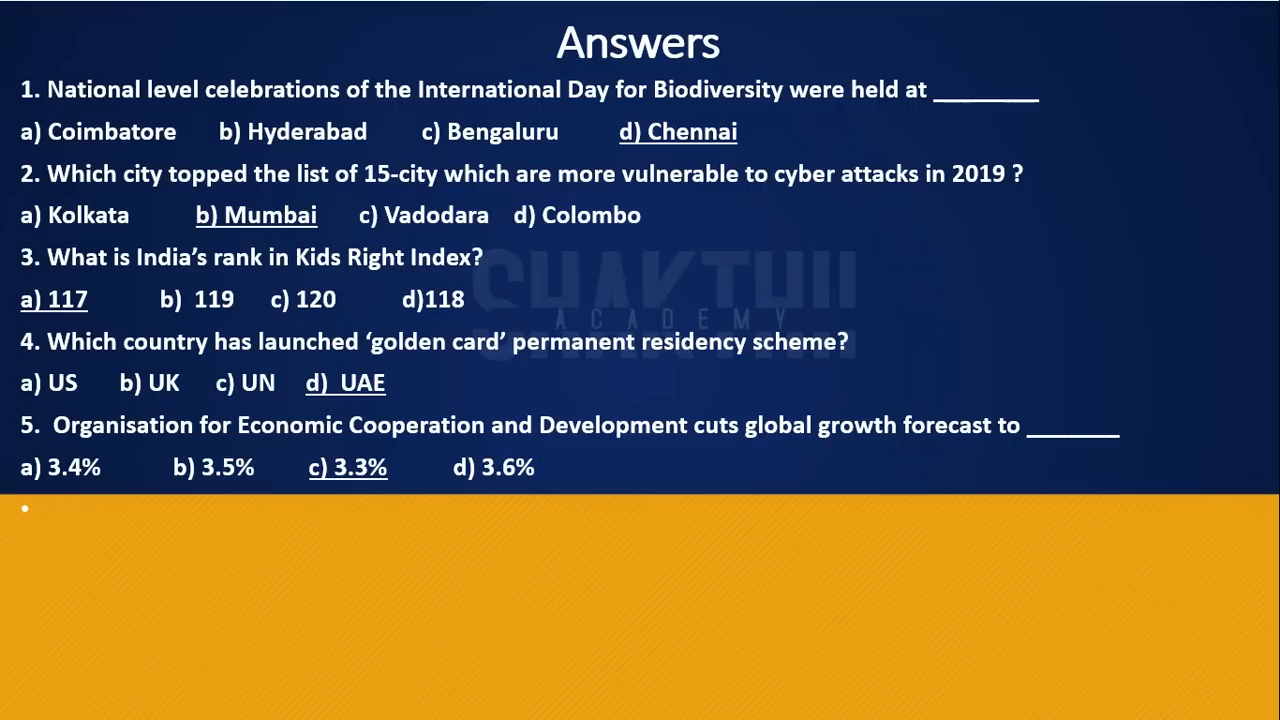 Answers
1. National level celebrations of the International Day for Biodiversity were held at ________
a) Coimbatore b) Hyderabad c) Bengaluru d) Chennai
2. Which city topped the list of 15-city which are more vulnerable to cyber attacks in 2019 ?
a) Kolkata b) Mumbai c) Vadodara d) Colombo
3. What is India’s rank in Kids Right Index?
a) 117 b) 119 c) 120 d)118
SHAKTHII
ACADEMY
4. Which country has launched ‘golden card’ permanent residency scheme?
a) US b) UK c) UN d) UAE
5. Organisation for Economic Cooperation and Development cuts global growth forecast to _______
a) 3.4% b) 3.5% c) 3.3% d) 3.6%